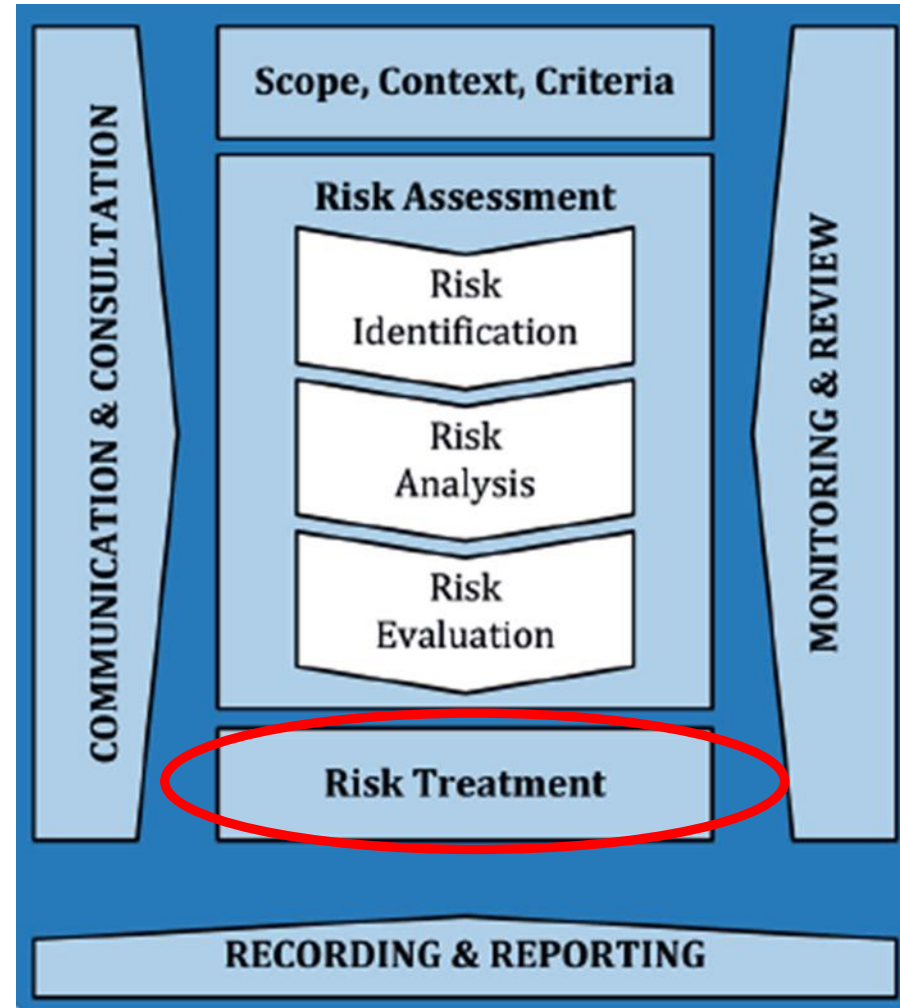 COMMUNICATION & CONSULTATION
Scope, Context, Criteria
Risk Assessment
Risk
Identification
Risk
Analysis
Risk
Evaluation
Risk Treatment
MONITORING & REVIEW
RECORDING & REPORTING